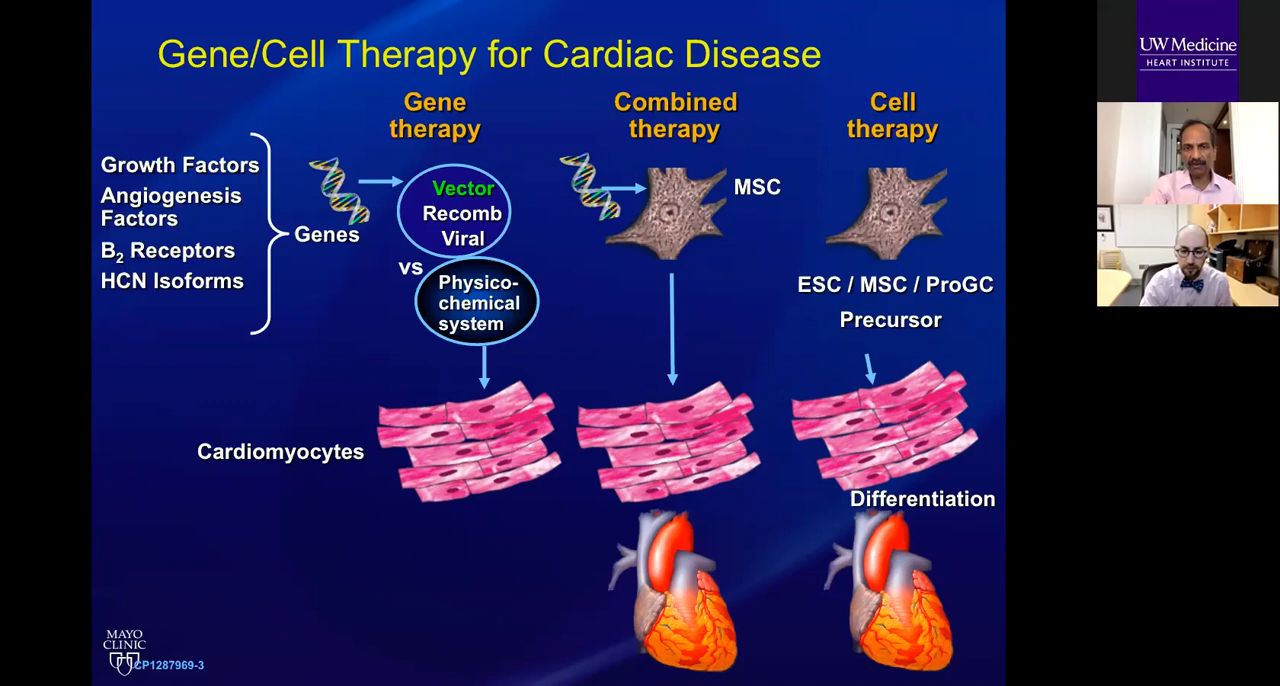 Gene/Cell Therapy for Cardiac Disease
UW Medicine
HEART INSTITUTE
Gene
therapy
Combined
therapy
Cell
therapy
Growth Factors
Angiogenesis
Factors
B2 Receptors
HCN Isoforms
Genes
Vector
Recomb
Viral
vs
Physico-
chemical
system
MSC
ESC / MSC / ProGC
Precursor
Cardiomyocytes
Differentiation
MAYO
CLINIC
CP1287969-3